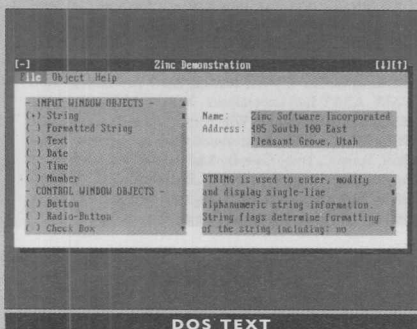 [-] Zinc Demonstration [↓][↑]
File Object Help
- INPUT WINDOW OBJECTS -
(•) String
( ) Formatted String
( ) Text
( ) Date
( ) Time
( ) Number
- CONTROL WINDOW OBJECTS -
( ) Button
( ) Radio-Button
( ) Check Box
Name: Zinc Software Incorporated
Address: 405 South 100 East
Pleasant Grove, Utah
STRING is used to enter, modify
and display single-line
alphanumeric string information.
String flags determine formatting
of the string including: no
DOS TEXT